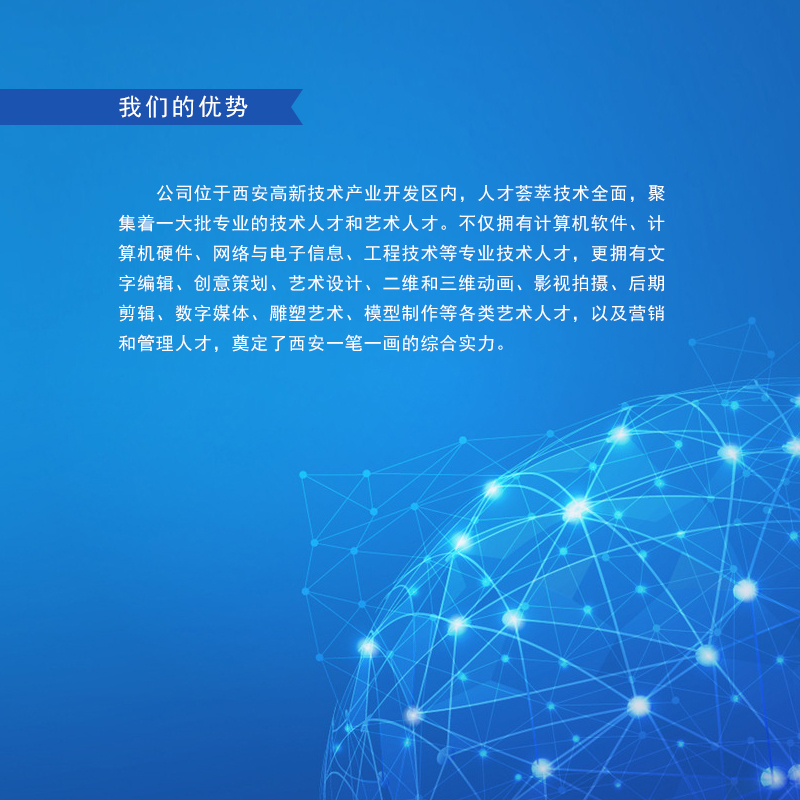 我们的优势
公司位于西安高新技术产业开发区内，人才荟萃技术全面，聚
集着一大批专业的技术人才和艺术人才。不仅拥有计算机软件、计
算机硬件、网络与电子信息、工程技术等专业技术人才，更拥有文
字编辑、创意策划、艺术设计、二维和三维动画、影视拍摄、后期
剪辑、数字媒体、雕塑艺术、模型制作等各类艺术人才，以及营销
和管理人才，奠定了西安一笔一画的综合实力。